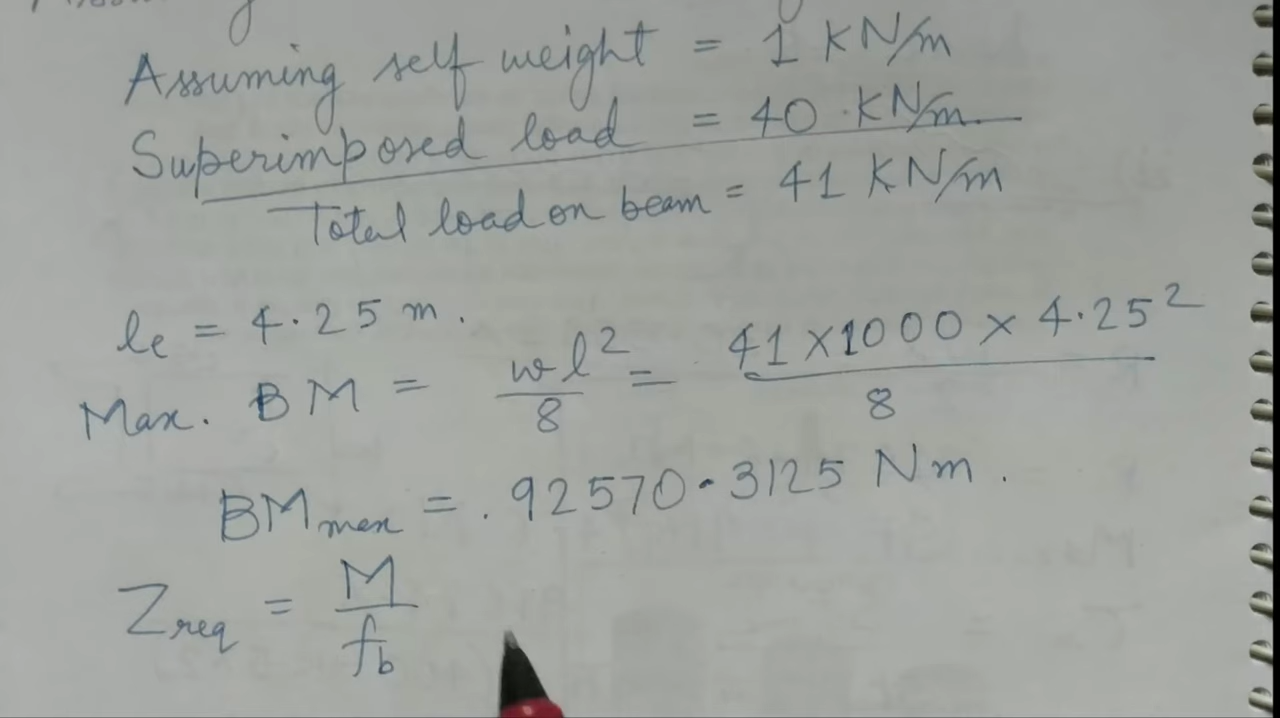 Assuming self weight = 1 KN/m
Superimposed load = 40 KN/m
Total load on beam = 41 KN/m
le = 4.25 m.
Max. BM = wl²/8 = 41 x 1000 x 4.25²/8
BMmax = 92570.3125 Nm.
Zreq = M/fb